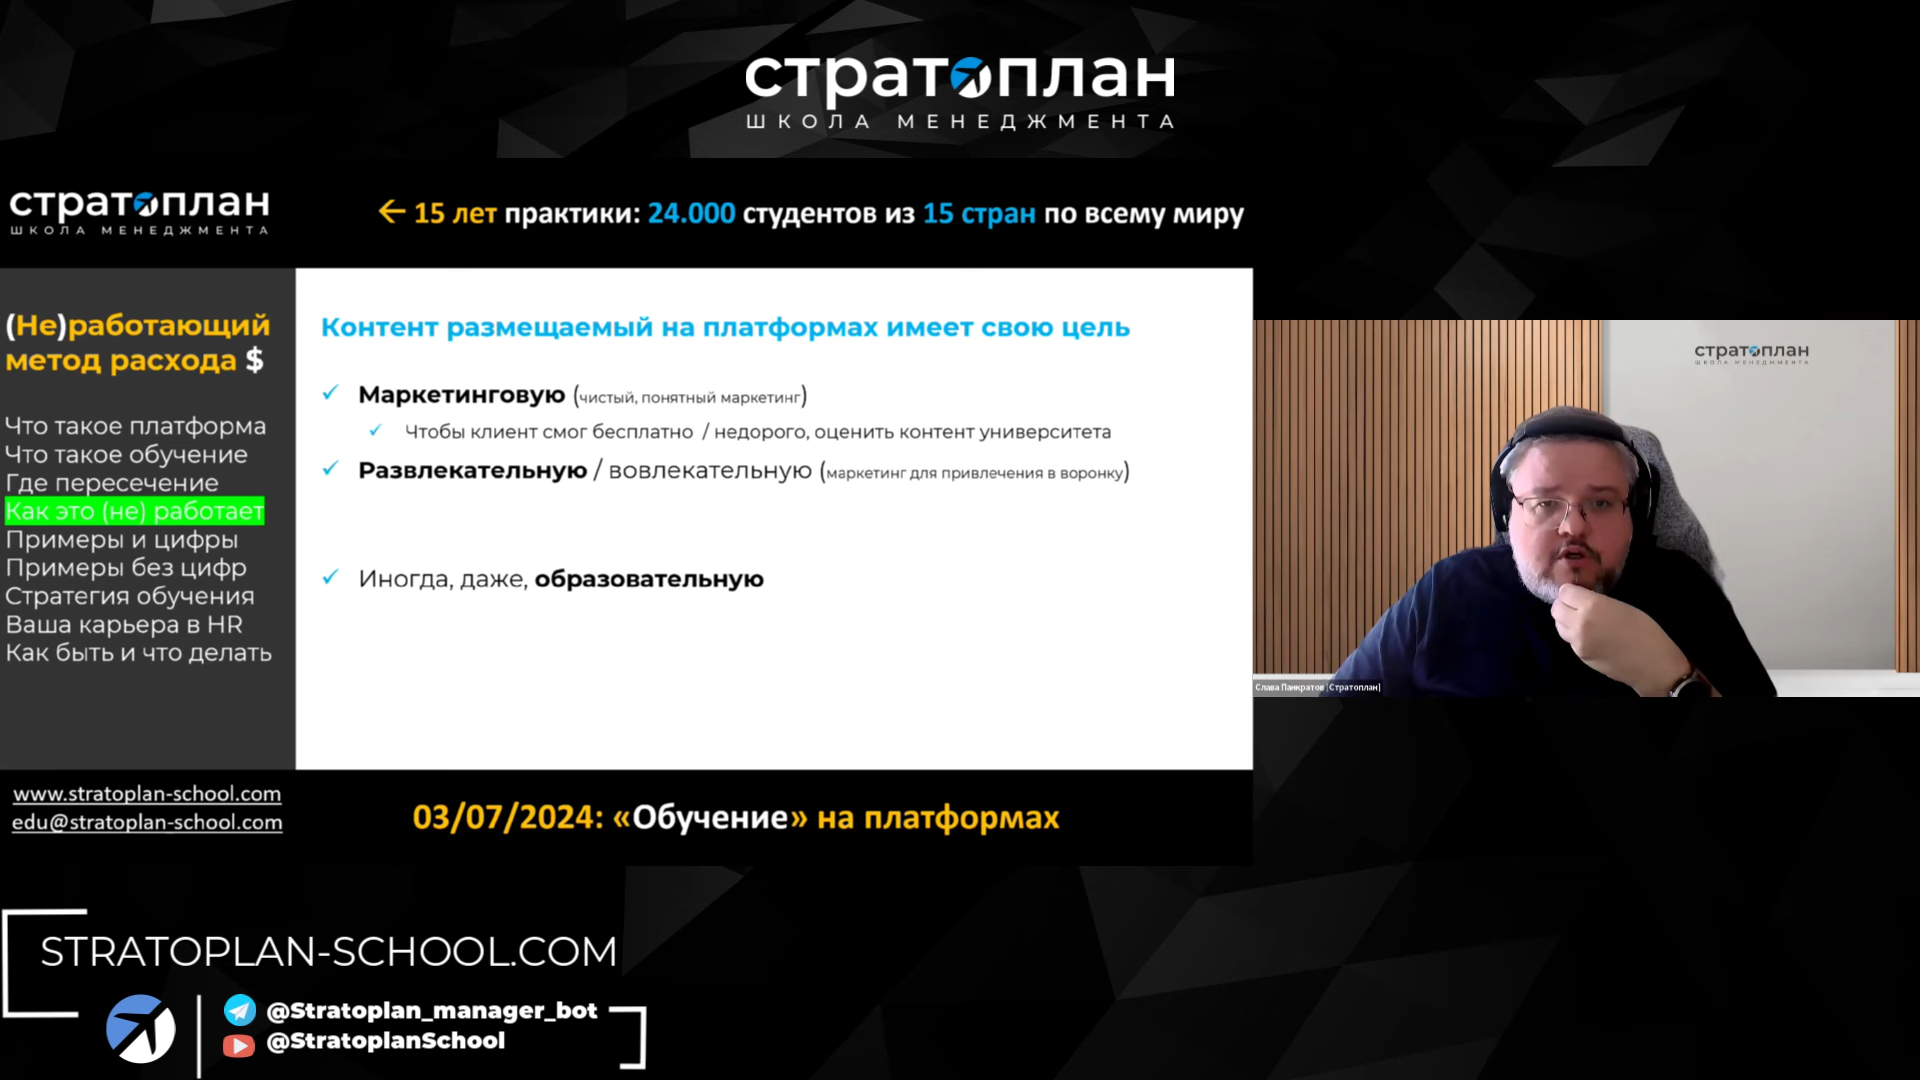 стратоплан
ШКОЛА МЕНЕДЖМЕНТА
стратоплан
ШКОЛА МЕНЕДЖМЕНТА
← 15 лет практики: 24.000 студентов из 15 стран по всему миру
(Не)работающий
метод расхода $
Что такое платформа
Что такое обучение
Где пересечение
Как это (не) работает
Примеры и цифры
Примеры без цифр
Стратегия обучения
Ваша карьера в HR
Как быть и что делать
Контент размещаемый на платформах имеет свою цель
✓ Маркетинговую (чистый, понятный маркетинг)
✓ Чтобы клиент смог бесплатно / недорого, оценить контент университета
✓ Развлекательную / вовлекательную (маркетинг для привлечения в воронку)
✓ Иногда, даже, образовательную
стратоплан
ШКОЛА МЕНЕДЖМЕНТА
Слава Панкратов [Стратоплан]
www.stratoplan-school.com
edu@stratoplan-school.com
03/07/2024: «Обучение» на платформах
STRATOPLAN-SCHOOL.COM
@Stratoplan_manager_bot
@StratoplanSchool